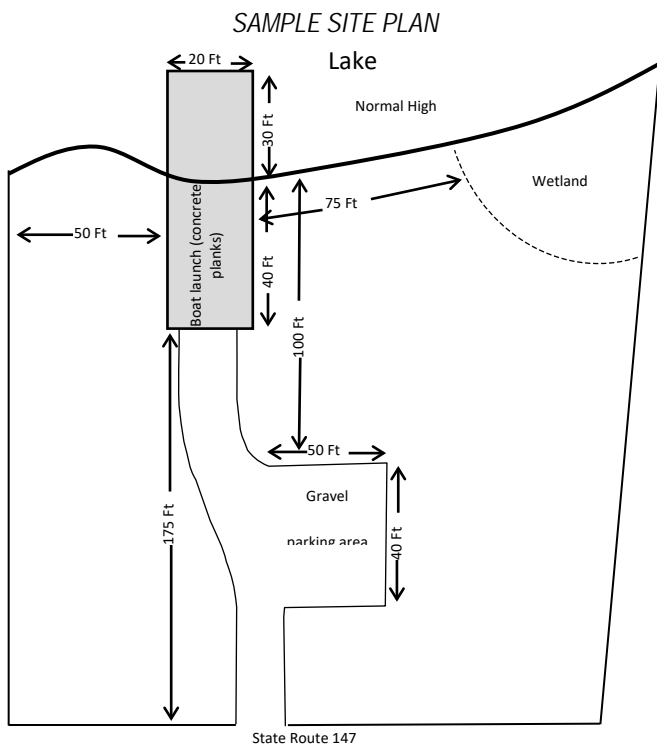 SAMPLE SITE PLAN
20 Ft
Lake
30 Ft
Normal High
Wetland
75 Ft
50 Ft
Boat launch (concrete
planks)
40 Ft
100 Ft
50 Ft
175 Ft
Gravel
parking area
40 Ft
State Route 147